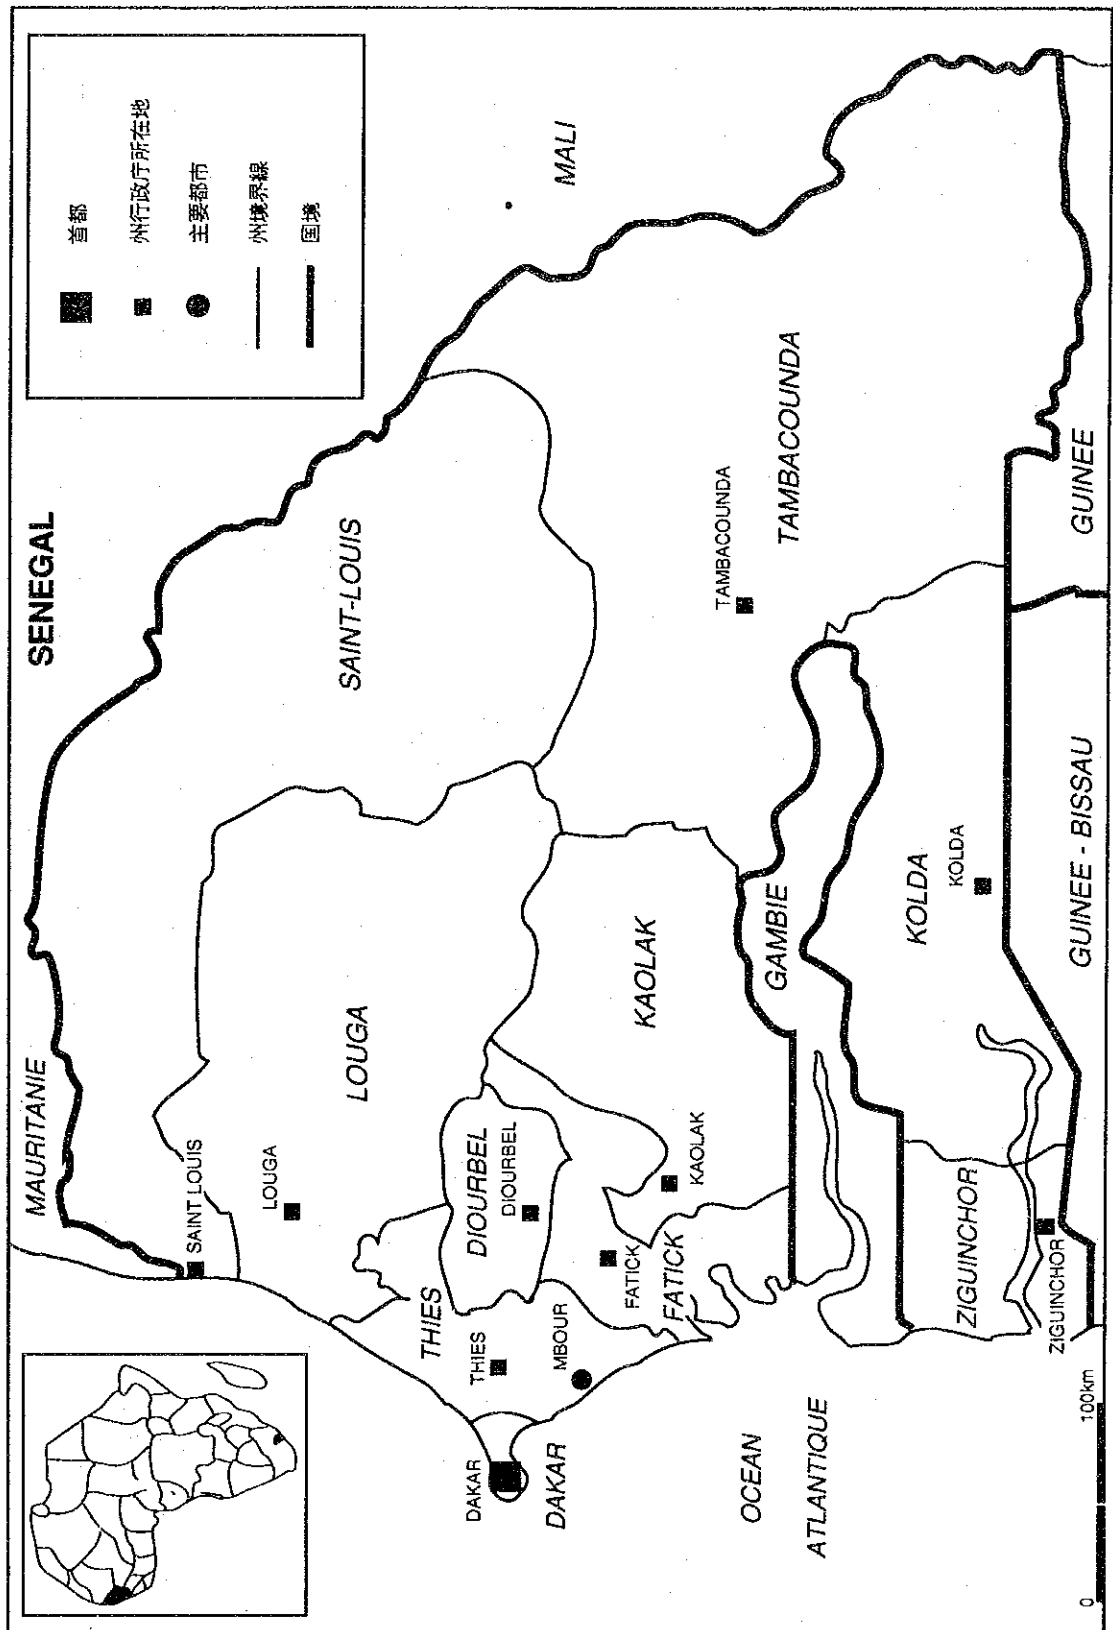 SENEGAL
首都
州行政庁所在地
主要都市
州境界線
国境
MAURITANIE
MALI
SAINT LOUIS
SAINT-LOUIS
LOUGA
LOUGA
THIES
THIES
DIOURBEL
DIOURBEL
MBOUR
DAKAR
DAKAR
FATICK
FATICK
KAOLAK
KAOLAK
TAMBACOUNDA
TAMBACOUNDA
GAMBIE
OCEAN
ATLANTIQUE
KOLDA
KOLDA
ZIGUINCHOR
ZIGUINCHOR
GUINEE - BISSAU
GUINEE
0
100km